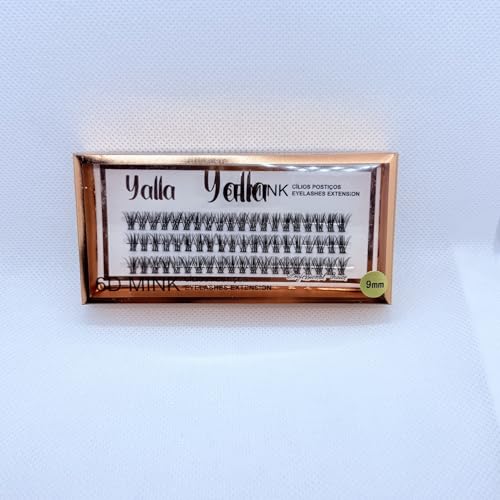 Yalla Yalla
MINK CÍLIOS POSTIÇOS
EYELASHES EXTENSION
6D MINK EYELASHES EXTENSION
9mm